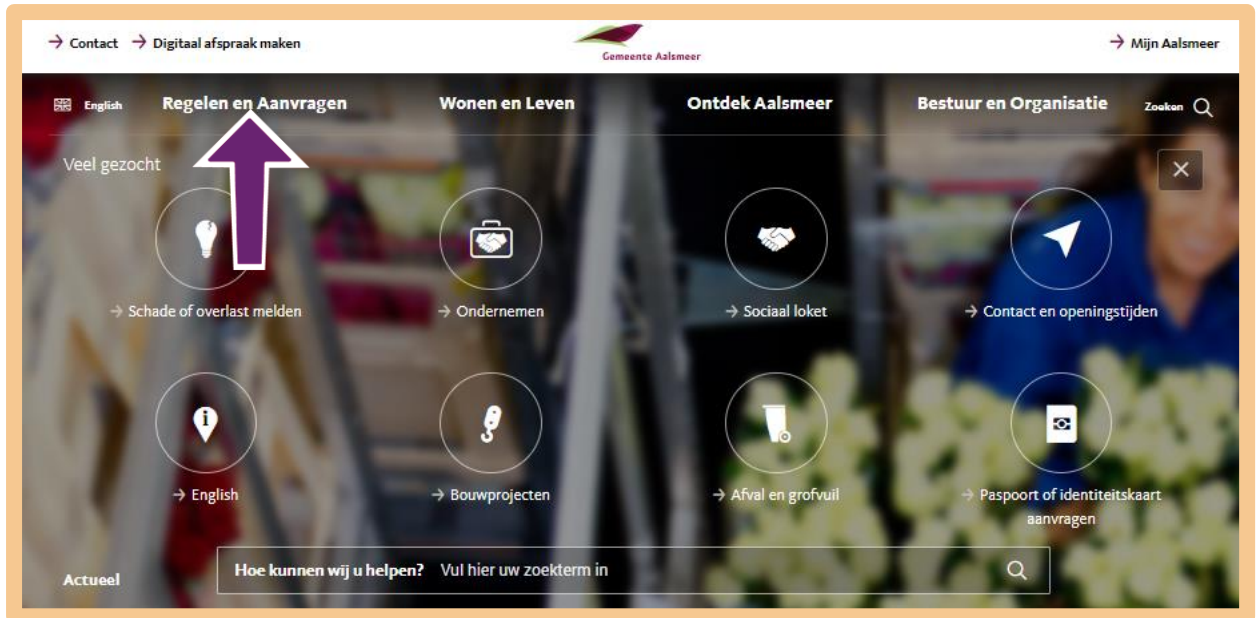 Contact Digitaal afspraak maken
Gemeente Aalsmeer
Mijn Aalsmeer
English Regelen en Aanvragen Wonen en Leven Ontdek Aalsmeer Bestuur en Organisatie Zoeken
Veel gezocht
Schade of overlast melden Ondernemen Sociaal loket Contact en openingstijden
English Bouwprojecten Afval en grofvuil Paspoort of identiteitskaart
aanvragen
Actueel Hoe kunnen wij u helpen? Vul hier uw zoekterm in